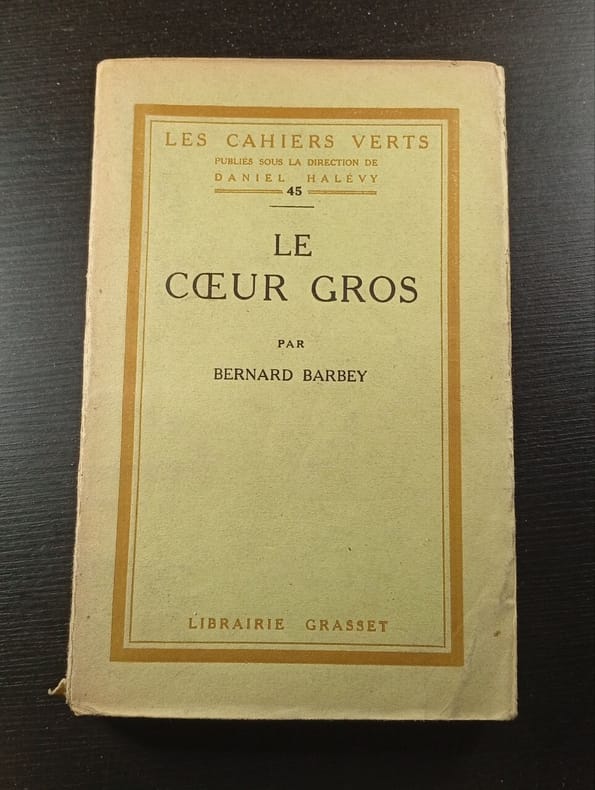 LES CAHIERS VERTS
PUBLIÉS SOUS LA DIRECTION DE
DANIEL HALÉVY
45
LE
CŒUR GROS
PAR
BERNARD BARBEY
LIBRAIRIE GRASSET